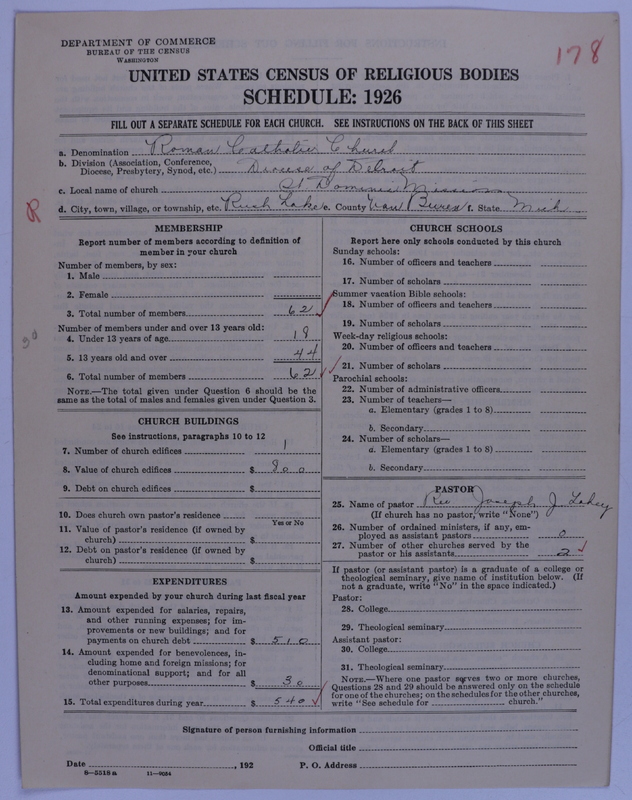 DEPARTMENT OF COMMERCE
BUREAU OF THE CENSUS
WASHINGTON
178
UNITED STATES CENSUS OF RELIGIOUS BODIES
SCHEDULE: 1926
FILL OUT A SEPARATE SCHEDULE FOR EACH CHURCH. SEE INSTRUCTIONS ON THE BACK OF THIS SHEET
a. Denomination Roman Catholic Church
b. Division (Association, Conference, Diocese, Presbytery, Synod, etc.) Diocese of Detroit
c. Local name of church St Dominic Mission
d. City, town, village, or township, etc. Rush Lake e. County Van Buren f. State Mich
R
MEMBERSHIP
Report number of members according to definition of
member in your church
Number of members, by sex:
1. Male
2. Female
3. Total number of members 62
Number of members under and over 13 years old:
4. Under 13 years of age 18
5. 13 years old and over 44
6. Total number of members 62
NOTE.—The total given under Question 6 should be
same as the total of males and females given under Question 3.
CHURCH BUILDINGS
See instructions, paragraphs 10 to 12
7. Number of church edifices 1
8. Value of church edifices $ 800
9. Debt on church edifices $
10. Does church own pastor's residence
Yes or No
11. Value of pastor's residence (if owned by
church) $
12. Debt on pastor's residence (if owned by
church) $
EXPENDITURES
Amount expended by your church during last fiscal year
13. Amount expended for salaries, repairs,
and other running expenses; for im-
provements or new buildings; and for
payments on church debt $ 510
14. Amount expended for benevolences, in-
cluding home and foreign missions; for
denominational support; and for all
other purposes $ 30
15. Total expenditures during year $ 540
CHURCH SCHOOLS
Report here only schools conducted by this church
Sunday schools:
16. Number of officers and teachers
17. Number of scholars
Summer vacation Bible schools:
18. Number of officers and teachers
19. Number of scholars
Week-day religious schools:
20. Number of officers and teachers
21. Number of scholars
Parochial schools:
22. Number of administrative officers
23. Number of teachers—
a. Elementary (grades 1 to 8)
b. Secondary
24. Number of scholars—
a. Elementary (grades 1 to 8)
b. Secondary
PASTOR
25. Name of pastor Rev Joseph J. Lahey
(If church has no pastor, write "None")
26. Number of ordained ministers, if any, em-
ployed as assistant pastors 0
27. Number of other churches served by the
pastor or his assistants 2
If pastor (or assistant pastor) is a graduate of a college or
theological seminary, give name of institution below. (If
not a graduate, write "No" in the space indicated.)
Pastor:
28. College
29. Theological seminary
Assistant pastor:
30. College
31. Theological seminary
NOTE.—Where one pastor serves two or more churches,
Questions 28 and 29 should be answered only on the schedule
for one of the churches; on the schedules for the other churches,
write "See schedule for church."
Signature of person furnishing information
Official title
Date , 192 P. O. Address
8—5518 a 11—9034